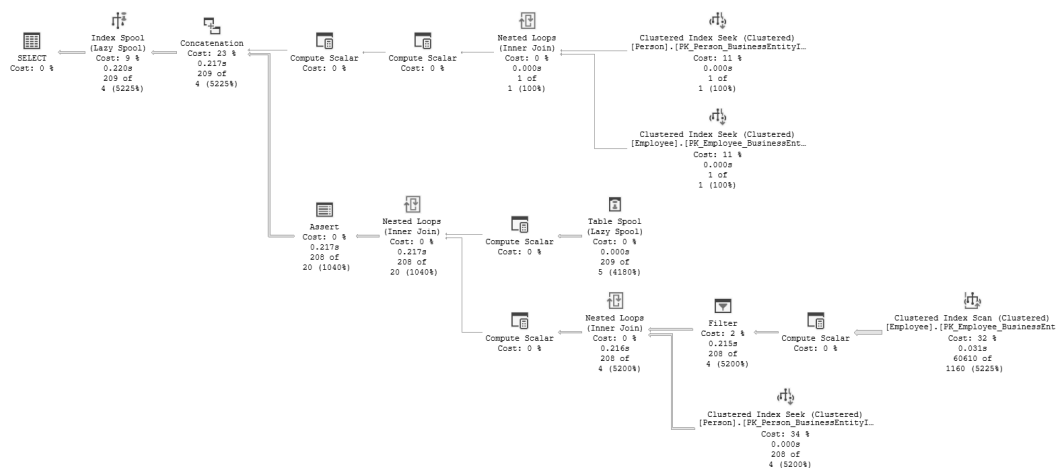 SELECT
Cost: 0 %
Index Spool
(Lazy Spool)
Cost: 9 %
0.220s
209 of
4 (5225%)
Concatenation
Cost: 23 %
0.217s
209 of
4 (5225%)
Compute Scalar
Cost: 0 %
Compute Scalar
Cost: 0 %
Nested Loops
(Inner Join)
Cost: 0 %
0.000s
1 of
1 (100%)
Clustered Index Seek (Clustered)
[Person].[PK_Person_BusinessEntityI…
Cost: 11 %
0.000s
1 of
1 (100%)
Clustered Index Seek (Clustered)
[Employee].[PK_Employee_BusinessEnt…
Cost: 11 %
0.000s
1 of
1 (100%)
Assert
Cost: 0 %
0.217s
208 of
20 (1040%)
Nested Loops
(Inner Join)
Cost: 0 %
0.217s
208 of
20 (1040%)
Compute Scalar
Cost: 0 %
Table Spool
(Lazy Spool)
Cost: 0 %
0.000s
209 of
5 (4180%)
Compute Scalar
Cost: 0 %
Nested Loops
(Inner Join)
Cost: 0 %
0.216s
208 of
4 (5200%)
Filter
Cost: 2 %
0.215s
208 of
4 (5200%)
Compute Scalar
Cost: 0 %
Clustered Index Scan (Clustered)
[Employee].[PK_Employee_BusinessEnt
Cost: 32 %
0.031s
60610 of
1160 (5225%)
Clustered Index Seek (Clustered)
[Person].[PK_Person_BusinessEntityI…
Cost: 34 %
0.000s
208 of
4 (5200%)